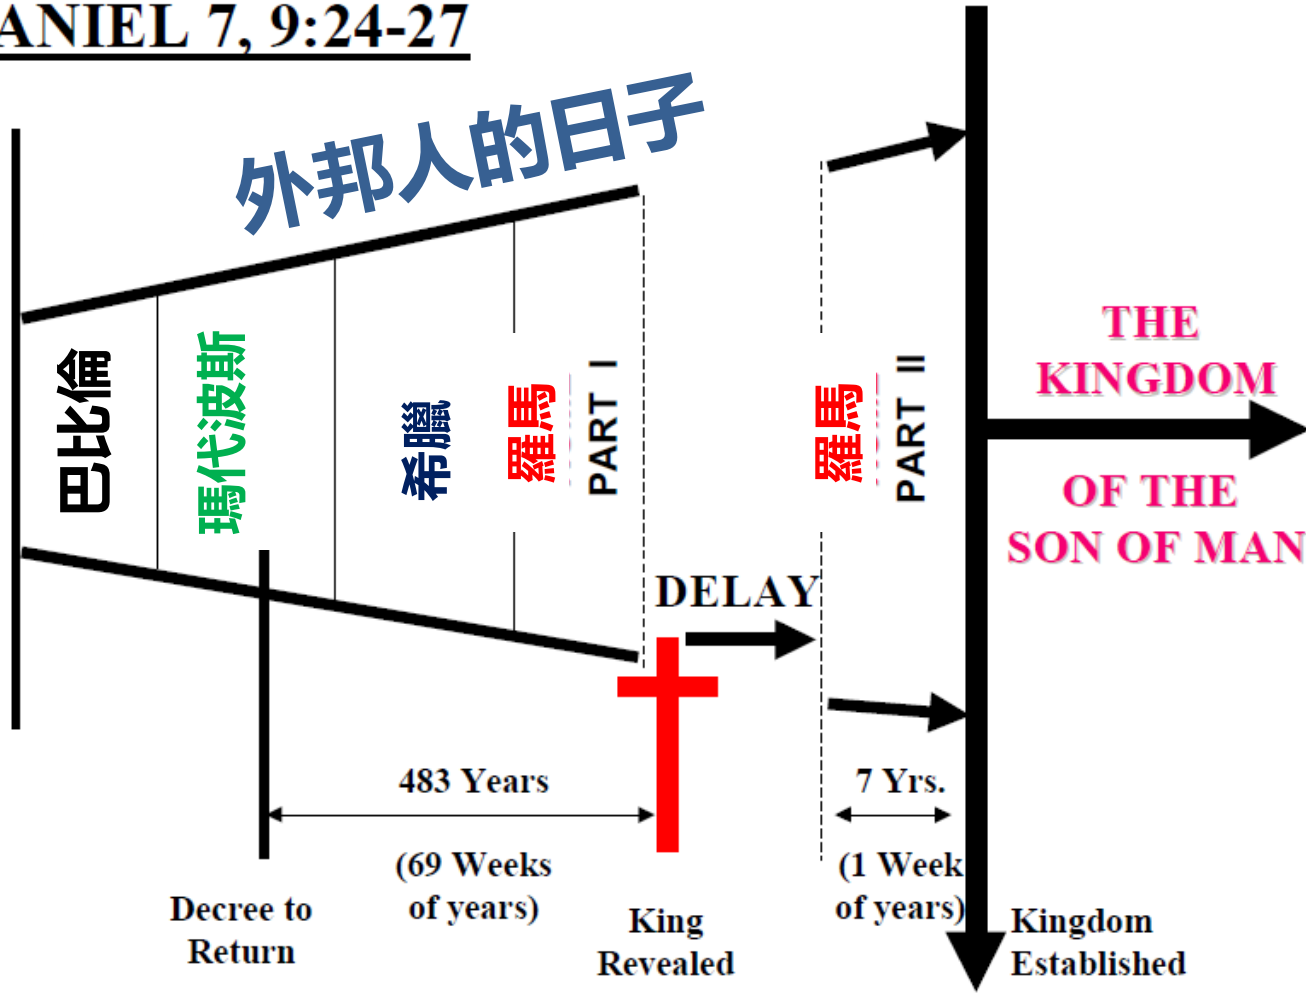 ANIEL 7, 9:24-27
外邦人的日子
巴比倫
瑪代波斯
希臘
羅馬
PART I
羅馬
PART II
THE
KINGDOM
OF THE
SON OF MAN
DELAY
483 Years
(69 Weeks
of years)
7 Yrs.
(1 Week
of years)
Decree to
Return
King
Revealed
Kingdom
Established